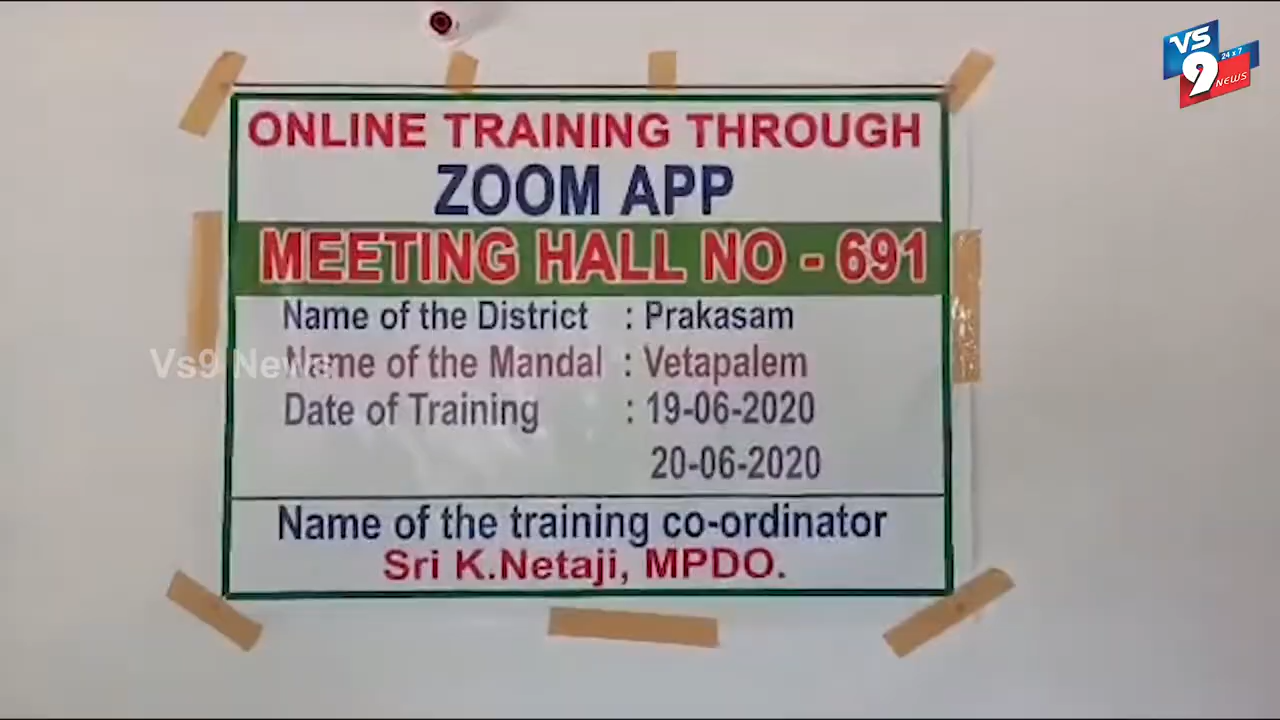 VS
24 x 7
9 NEWS
ONLINE TRAINING THROUGH
ZOOM APP
MEETING HALL NO - 691
Name of the District : Prakasam
Name of the Mandal : Vetapalem
Date of Training : 19-06-2020
20-06-2020
Name of the training co-ordinator
Sri K.Netaji, MPDO.
Vs9 News